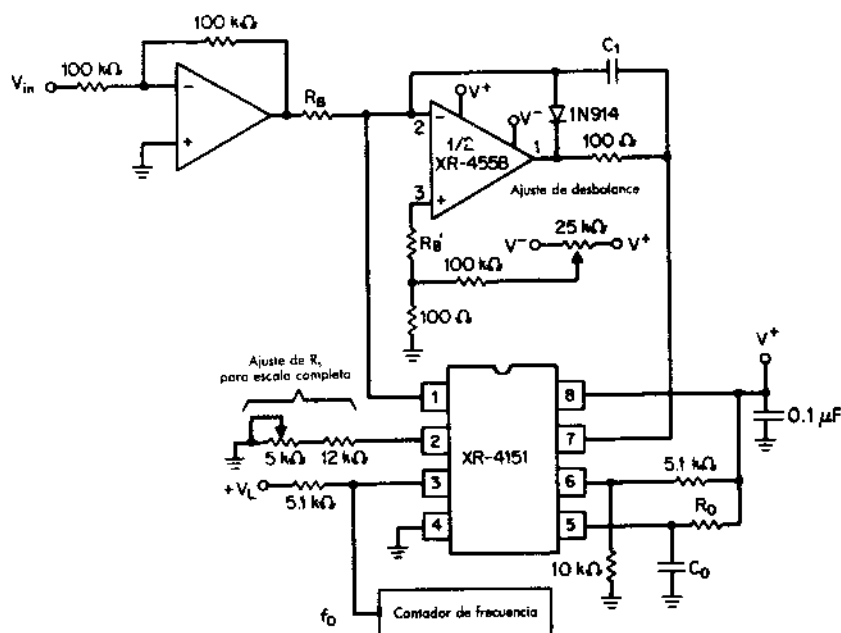 100 kΩ
100 kΩ
Vin
−
+
RB
C1
V+
V−
1N914
2
−
1/2
XR-4558
1
100 Ω
3
+
Ajuste de desbalance
RB'
25 kΩ
V−
V+
100 kΩ
100 Ω
Ajuste de Rs
para escala completa
V+
1
8
0.1 μF
2
7
5 kΩ
12 kΩ
XR-4151
+VL
5.1 kΩ
3
6
5.1 kΩ
4
5
RO
10 kΩ
CO
fO
Contador de frecuencia